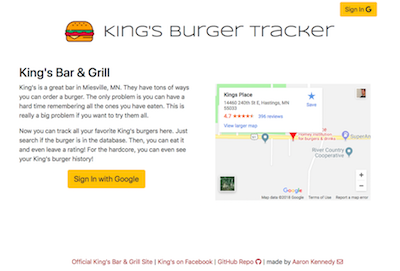 Sign In G
King's Burger Tracker
King's Bar & Grill
King's is a great bar in Miesville, MN. They have tons of
ways you can order a burger. The only problem is you can have a
hard time remembering all the ones you have eaten. This is
really a big problem if you want to try them all.
Now you can track all your favorite King's burgers here. Just
search if the burger is in the database. Then, you can eat it
and even leave a rating! For the hardcore, you can even see
your King's burger history!
Sign In with Google
Kings Place
14460 240th St E, Hastings, MN
55033
4.7 ★★★★★ 356 reviews
View larger map
Save
River Country
Cooperative
Google
Map data ©2018 Google Terms of Use Report a map error
+
−
Official King's Bar & Grill Site | King's on Facebook | GitHub Repo | made by Aaron Kennedy